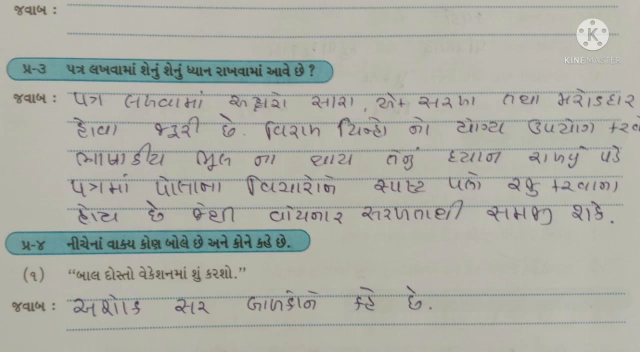 જવાબ :
KINEMASTER
પ્ર-૩ પત્ર લખવામાં શેનું શેનું ધ્યાન રાખવામાં આવે છે ?
જવાબ : પત્ર લખવામાં અક્ષરો સારા, એક સરખા તથા મરોડદાર
હોવા જરૂરી છે. વિરામ ચિન્હો નો યોગ્ય ઉપયોગ કરવો
ભાષાકીય ભૂલ ના થાય તેનું ધ્યાન રાખવું પડે
પત્રમાં પોતાના વિચારોને સ્પષ્ટ પણે રજુ કરવાના
હોય છે જેથી વાંચનાર સરળતાથી સમજી શકે.
પ્ર-૪ નીચેનાં વાક્ય કોણ બોલે છે અને કોને કહે છે.
(૧) “બાલ દોસ્તો વેકેશનમાં શું કરશો.”
જવાબ : અશોક સર બાળકોને કહે છે.